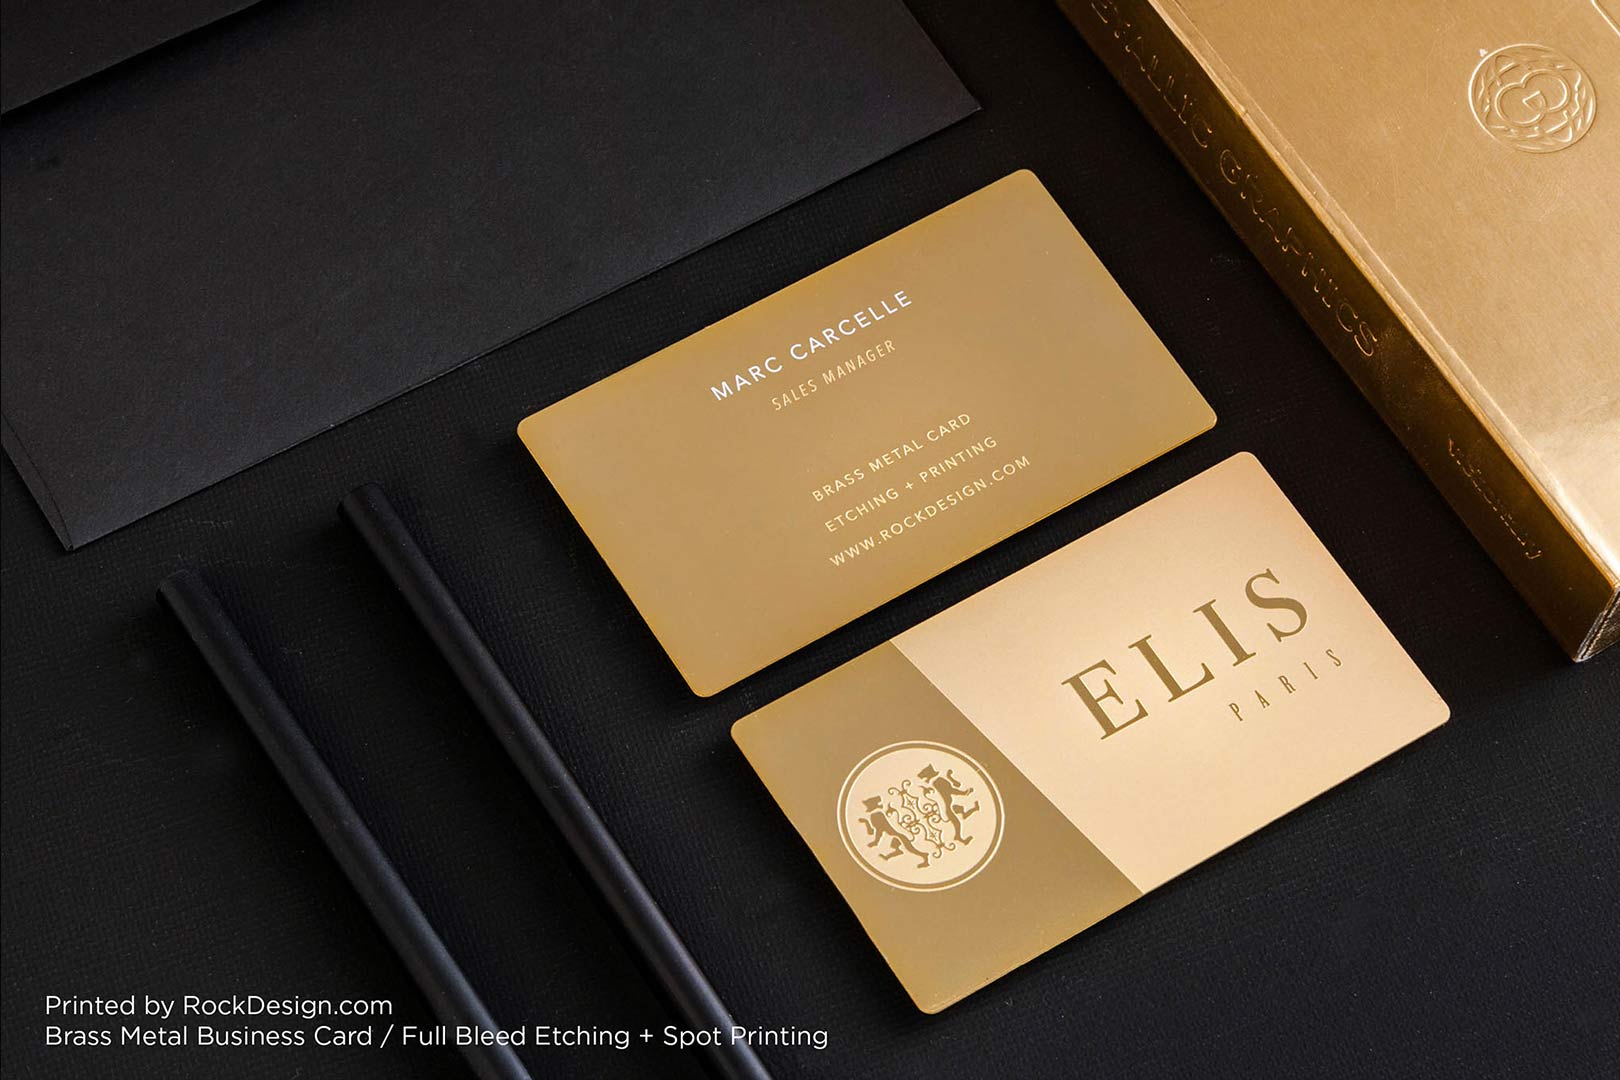 METALLIC GRAPHICS
MARC CARCELLE
SALES MANAGER
BRASS METAL CARD
ETCHING + PRINTING
WWW.ROCKDESIGN.COM
ELIS
PARIS
Printed by RockDesign.com
Brass Metal Business Card / Full Bleed Etching + Spot Printing